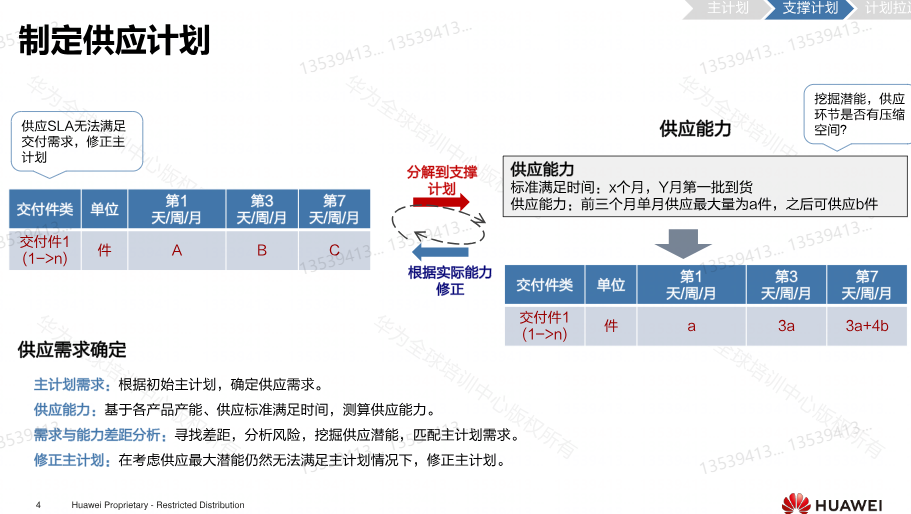 主计划
支撑计划
计划拉通
制定供应计划
供应SLA无法满足
交付需求，修正主
计划
挖掘潜能，供应
环节是否有压缩
空间?
供应能力
供应能力
标准满足时间：x个月，Y月第一批到货
供应能力：前三个月单月供应最大量为a件，之后可供应b件
分解到支撑
计划
根据实际能力
修正
交付件类 单位 第1 天/周/月 第3 天/周/月 第7 天/周/月
交付件1 (1->n) 件 A B C
交付件类 单位 第1 天/周/月 第3 天/周/月 第7 天/周/月
交付件1 (1->n) 件 a 3a 3a+4b
供应需求确定
主计划需求：根据初始主计划，确定供应需求。
供应能力：基于各产品产能、供应标准满足时间，测算供应能力。
需求与能力差距分析：寻找差距，分析风险，挖掘供应潜能，匹配主计划需求。
修正主计划：在考虑供应最大潜能仍然无法满足主计划情况下，修正主计划。
4 Huawei Proprietary - Restricted Distribution
HUAWEI
华为全球培训中心版权所有
13539413... 13539413...